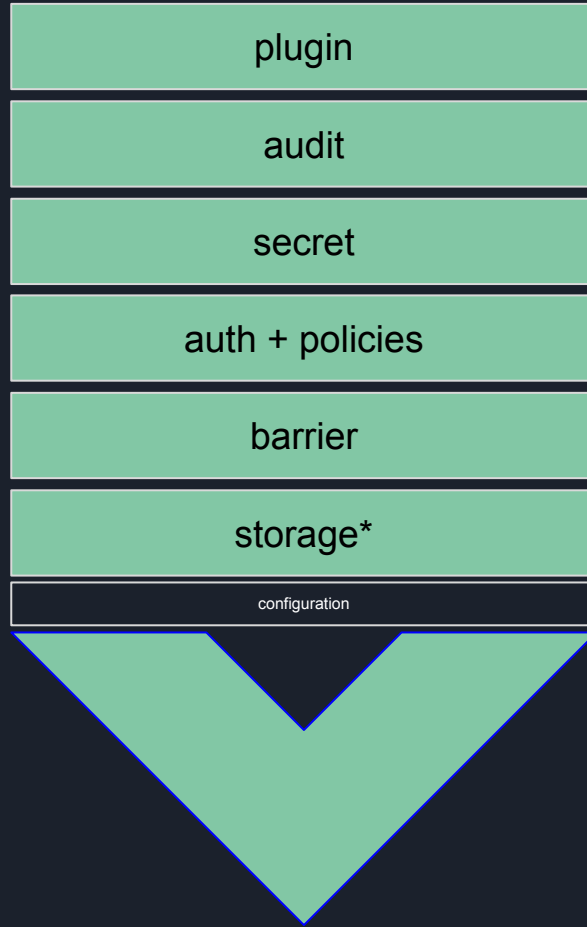 plugin
audit
secret
auth + policies
barrier
storage*
configuration